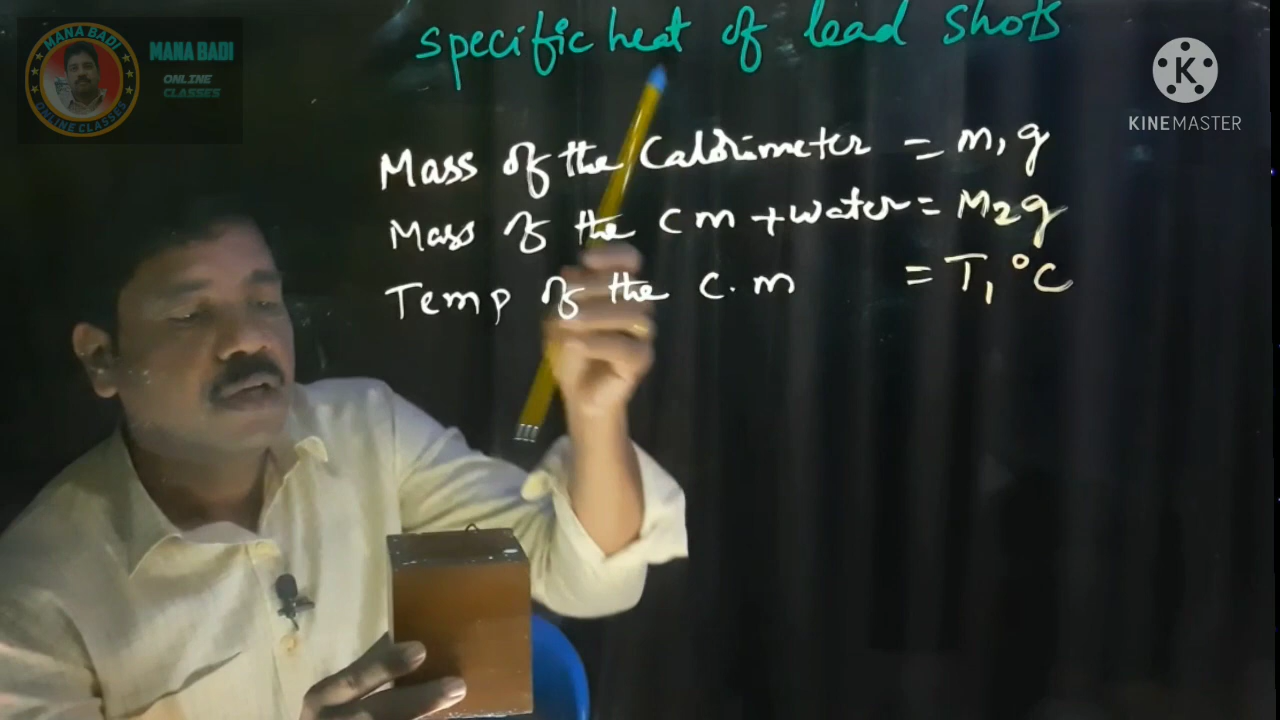 specific heat of lead shots
MANA BADI
ONLINE CLASSES
MANA BADI
ONLINE
CLASSES
K
KINEMASTER
Mass of the Calorimeter = m1 g
Mass of the C m + water = M2 g
Temp of the C. m = T1 °C